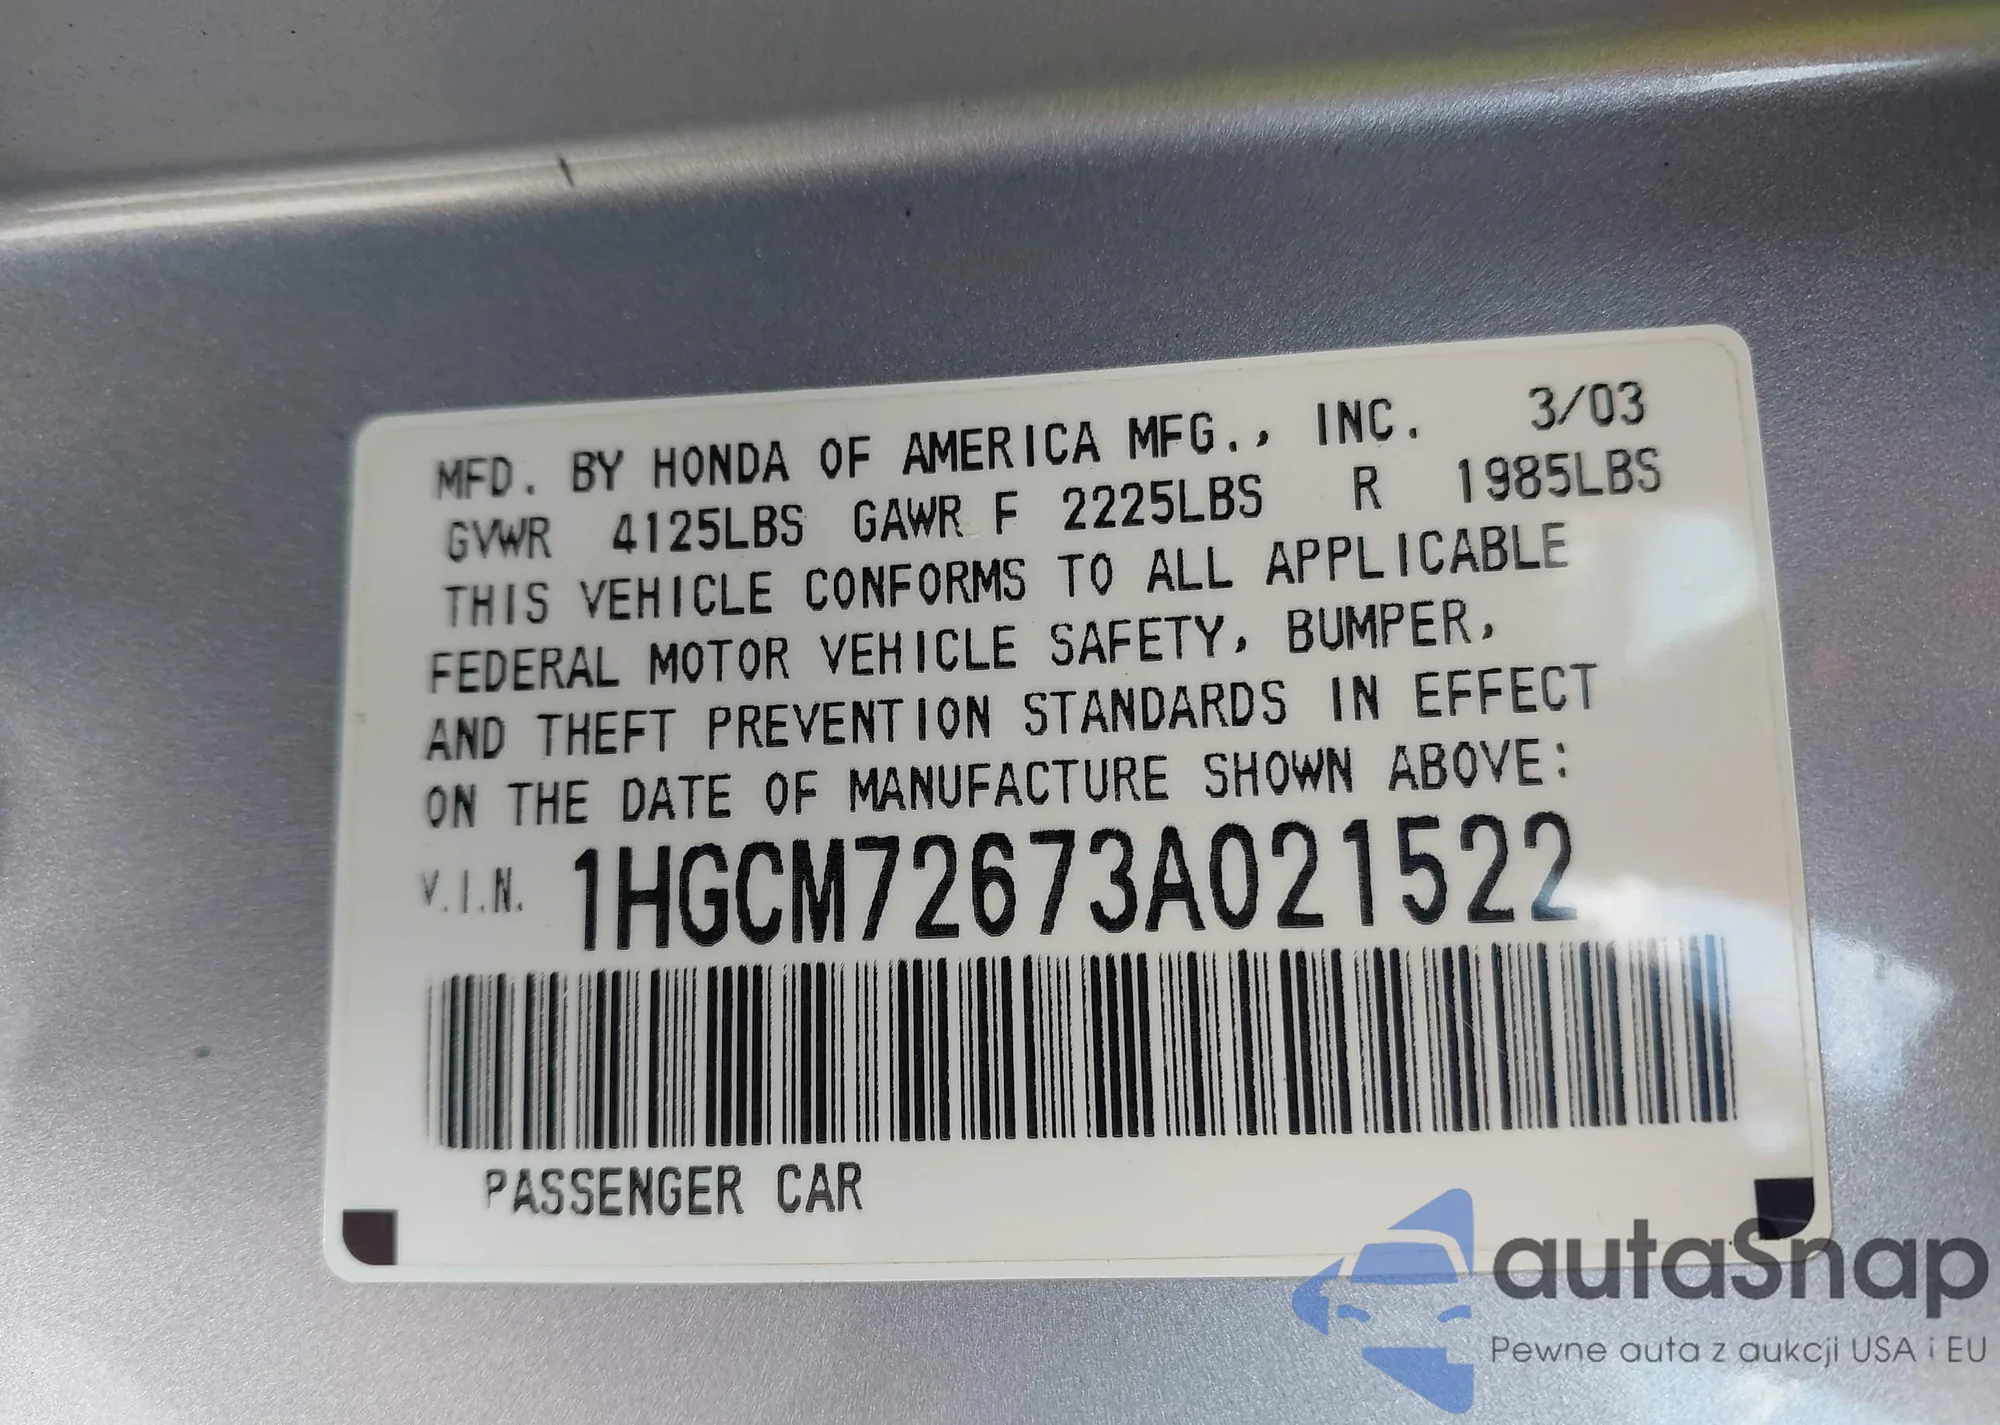 MFD. BY HONDA OF AMERICA MFG., INC. 3/03
GVWR 4125LBS GAWR F 2225LBS R 1985LBS
THIS VEHICLE CONFORMS TO ALL APPLICABLE
FEDERAL MOTOR VEHICLE SAFETY, BUMPER,
AND THEFT PREVENTION STANDARDS IN EFFECT
ON THE DATE OF MANUFACTURE SHOWN ABOVE:
V.I.N. 1HGCM72673A021522
PASSENGER CAR
autaSnap
Pewne auta z aukcji USA i EU